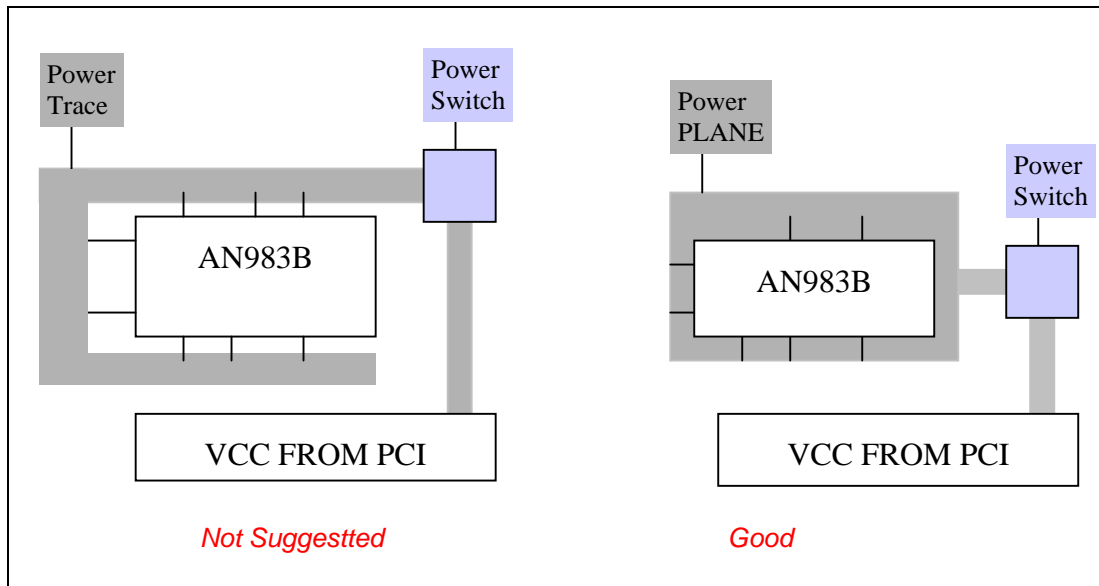 Power
Trace
Power
Switch
AN983B
VCC FROM PCI
Not Suggestted
Power
PLANE
Power
Switch
AN983B
VCC FROM PCI
Good